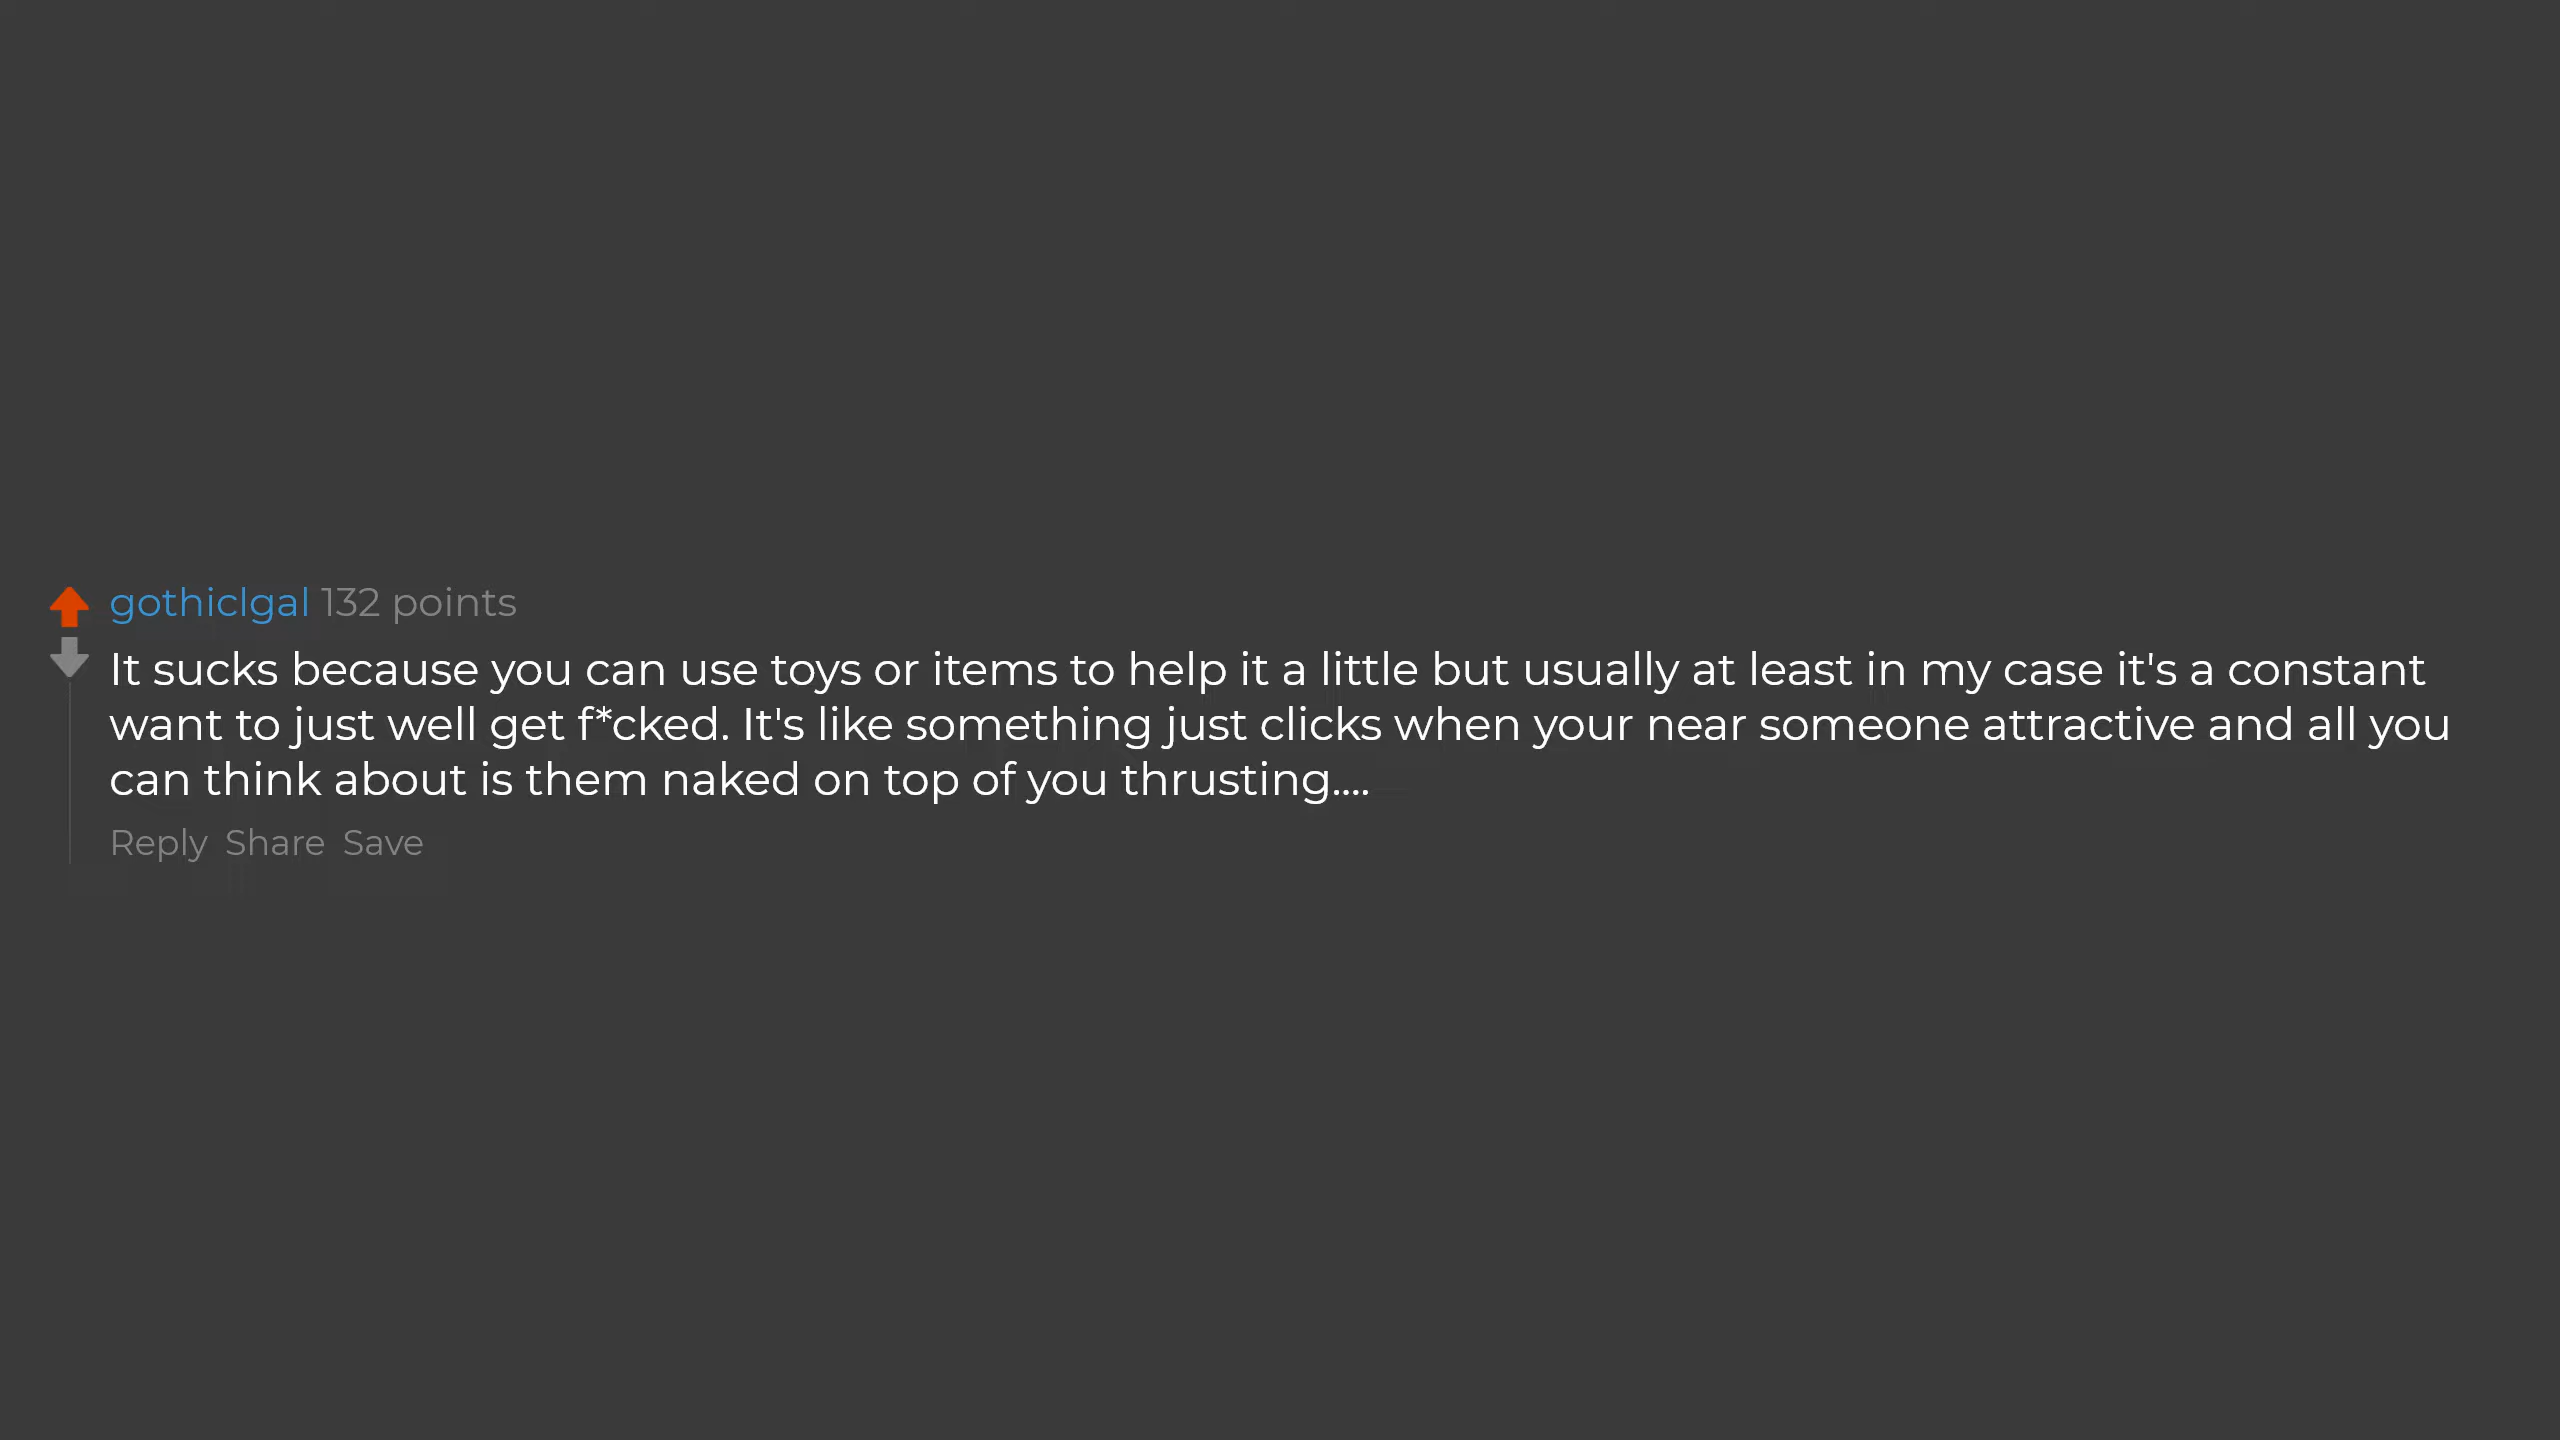 gothiclgal 132 points
It sucks because you can use toys or items to help it a little but usually at least in my case it's a constant
want to just well get f*cked. It's like something just clicks when your near someone attractive and all you
can think about is them naked on top of you thrusting....
Reply Share Save